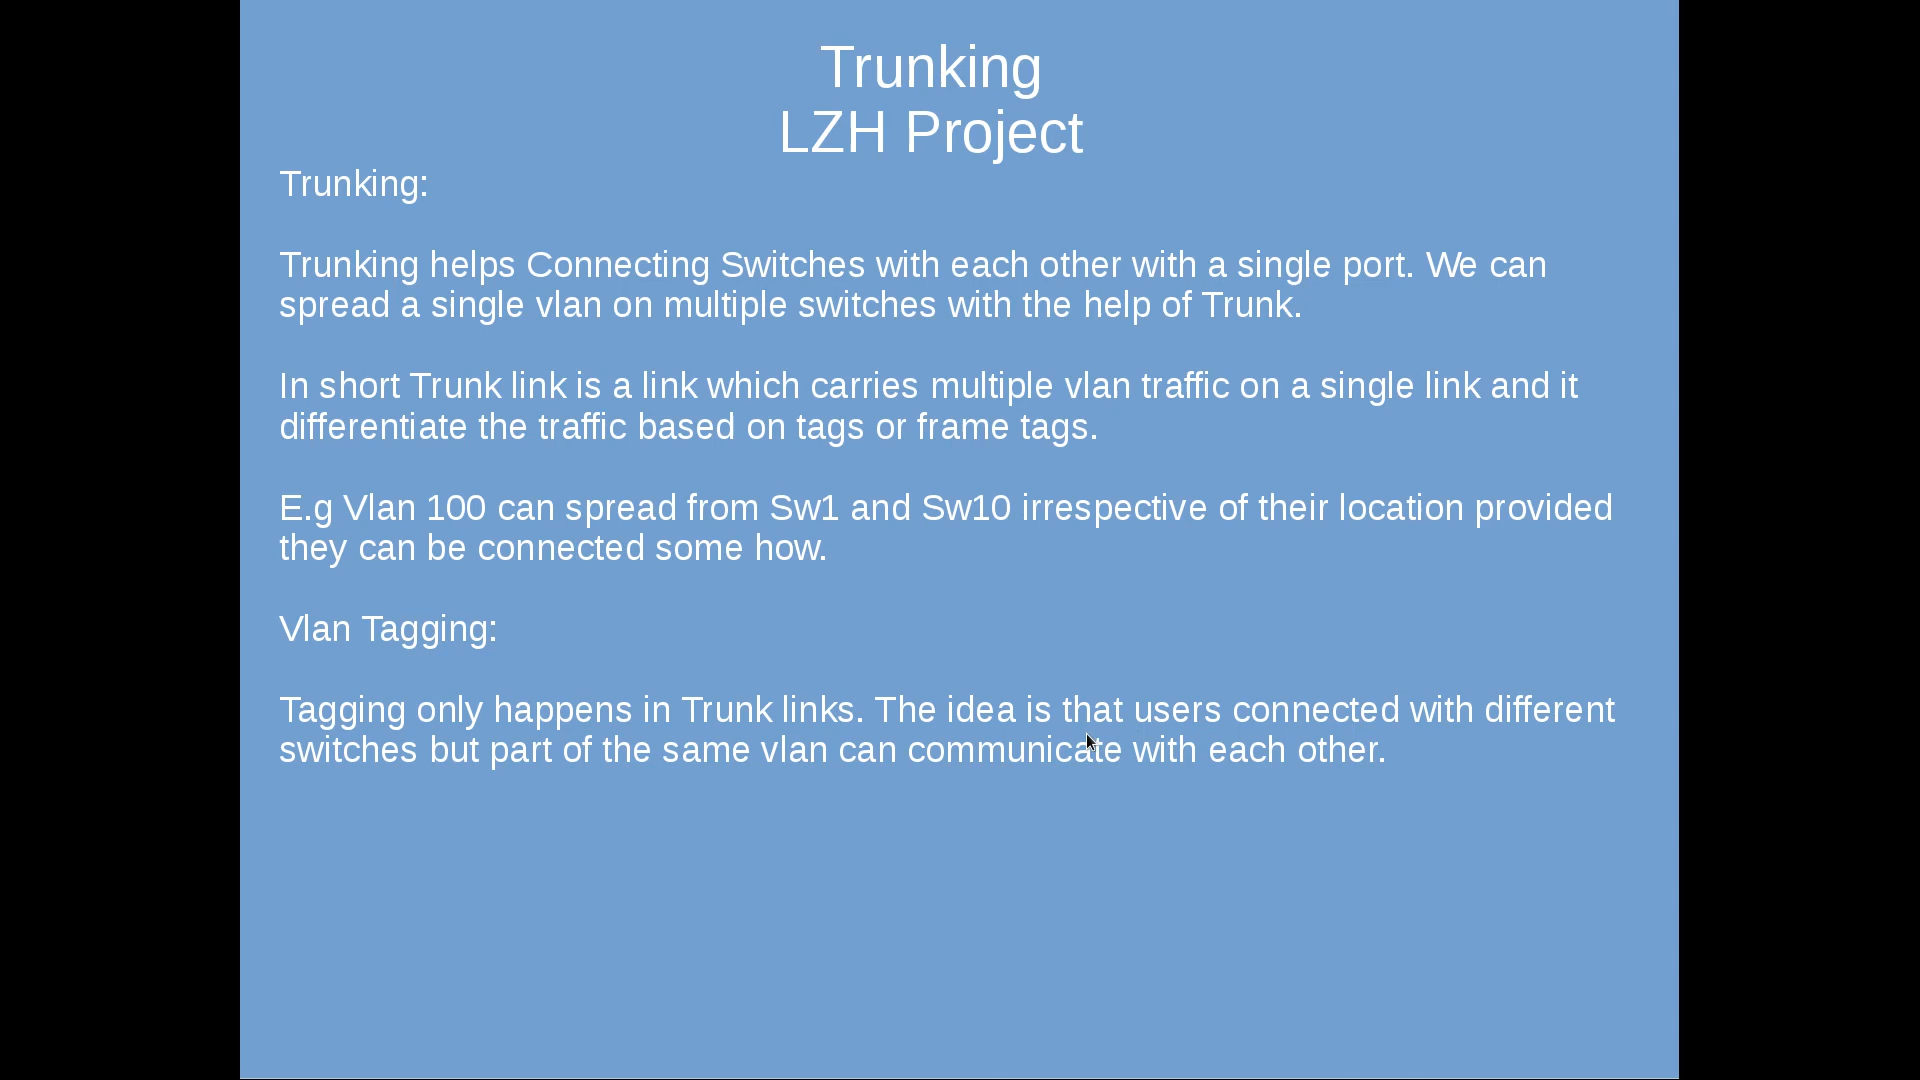 Trunking
LZH Project
Trunking:
Trunking helps Connecting Switches with each other with a single port. We can
spread a single vlan on multiple switches with the help of Trunk.
In short Trunk link is a link which carries multiple vlan traffic on a single link and it
differentiate the traffic based on tags or frame tags.
E.g Vlan 100 can spread from Sw1 and Sw10 irrespective of their location provided
they can be connected some how.
Vlan Tagging:
Tagging only happens in Trunk links. The idea is that users connected with different
switches but part of the same vlan can communicate with each other.